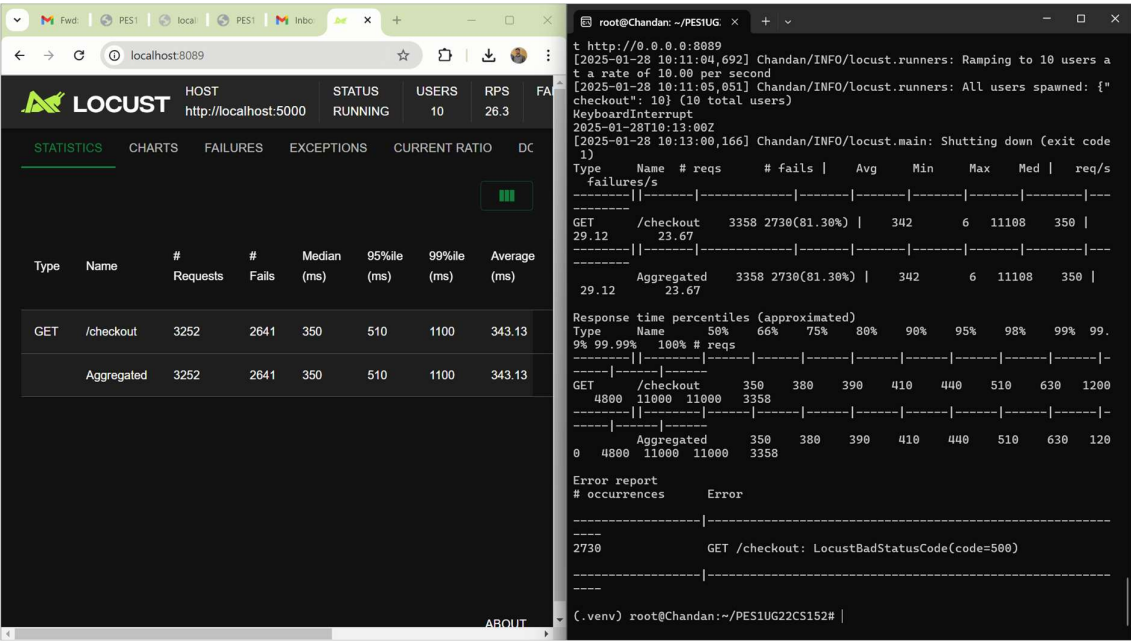 Fwd:
PES1
local
PES1
Inbo
localhost:8089
LOCUST
HOST
http://localhost:5000
STATUS
RUNNING
USERS
10
RPS
26.3
FAI
STATISTICS CHARTS FAILURES EXCEPTIONS CURRENT RATIO DC
Type Name # Requests # Fails Median (ms) 95%ile (ms) 99%ile (ms) Average (ms)
GET /checkout 3252 2641 350 510 1100 343.13
Aggregated 3252 2641 350 510 1100 343.13
ABOUT
root@Chandan: ~/PES1UG:
t http://0.0.0.0:8089
[2025-01-28 10:11:04,692] Chandan/INFO/locust.runners: Ramping to 10 users a
t a rate of 10.00 per second
[2025-01-28 10:11:05,051] Chandan/INFO/locust.runners: All users spawned: {"
checkout": 10} (10 total users)
KeyboardInterrupt
2025-01-28T10:13:00Z
[2025-01-28 10:13:00,166] Chandan/INFO/locust.main: Shutting down (exit code
1)
Type Name # reqs # fails | Avg Min Max Med | req/s
failures/s
--------||-------|-------------|-------|-------|-------|-------|--------|---
--------
GET /checkout 3358 2730(81.30%) | 342 6 11108 350 |
29.12 23.67
--------||-------|-------------|-------|-------|-------|-------|--------|---
--------
Aggregated 3358 2730(81.30%) | 342 6 11108 350 |
29.12 23.67
Response time percentiles (approximated)
Type Name 50% 66% 75% 80% 90% 95% 98% 99% 99.
9% 99.99% 100% # reqs
--------||--------|------|------|------|------|------|------|------|------|-
-----|------|------
GET /checkout 350 380 390 410 440 510 630 1200
4800 11000 11000 3358
--------||--------|------|------|------|------|------|------|------|------|-
-----|------|------
Aggregated 350 380 390 410 440 510 630 120
0 4800 11000 11000 3358
Error report
# occurrences Error
------------------|---------------------------------------------------------
----
2730 GET /checkout: LocustBadStatusCode(code=500)
------------------|---------------------------------------------------------
----
(.venv) root@Chandan:~/PES1UG22CS152#